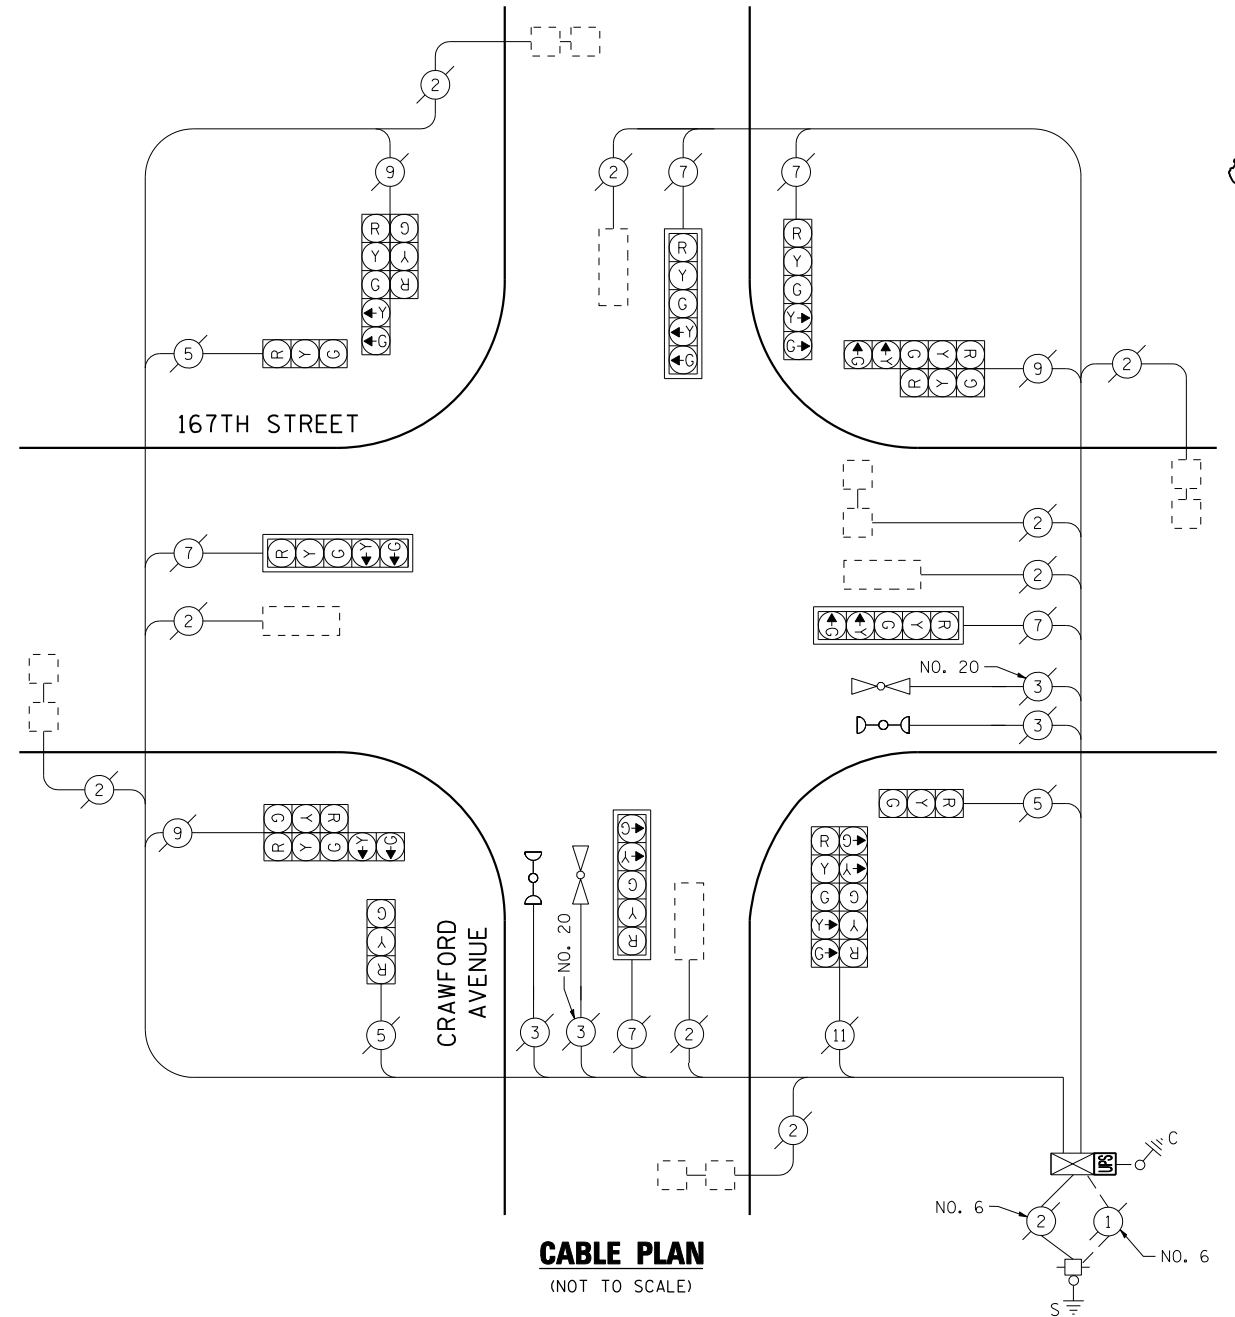 2
9
2
7
7
R G
Y Y
G R
←Y
←G
R
Y
G
←Y
←G
R
Y
G
Y→
G→
5
R Y G
G Y G Y R
R Y G
9
2
167TH STREET
2
7
R Y G Y G
2
2
G Y G Y R
7
NO. 20
3
3
2
9
G Y R
R Y G Y G
G Y R
5
G
Y
G
Y
R
R G
Y Y
G G
Y→ Y
G→ R
G
Y
R
CRAWFORD
AVENUE
NO. 20
5
3
3
7
2
11
2
UPS
C
NO. 6
2
1
NO. 6
S
CABLE PLAN
(NOT TO SCALE)